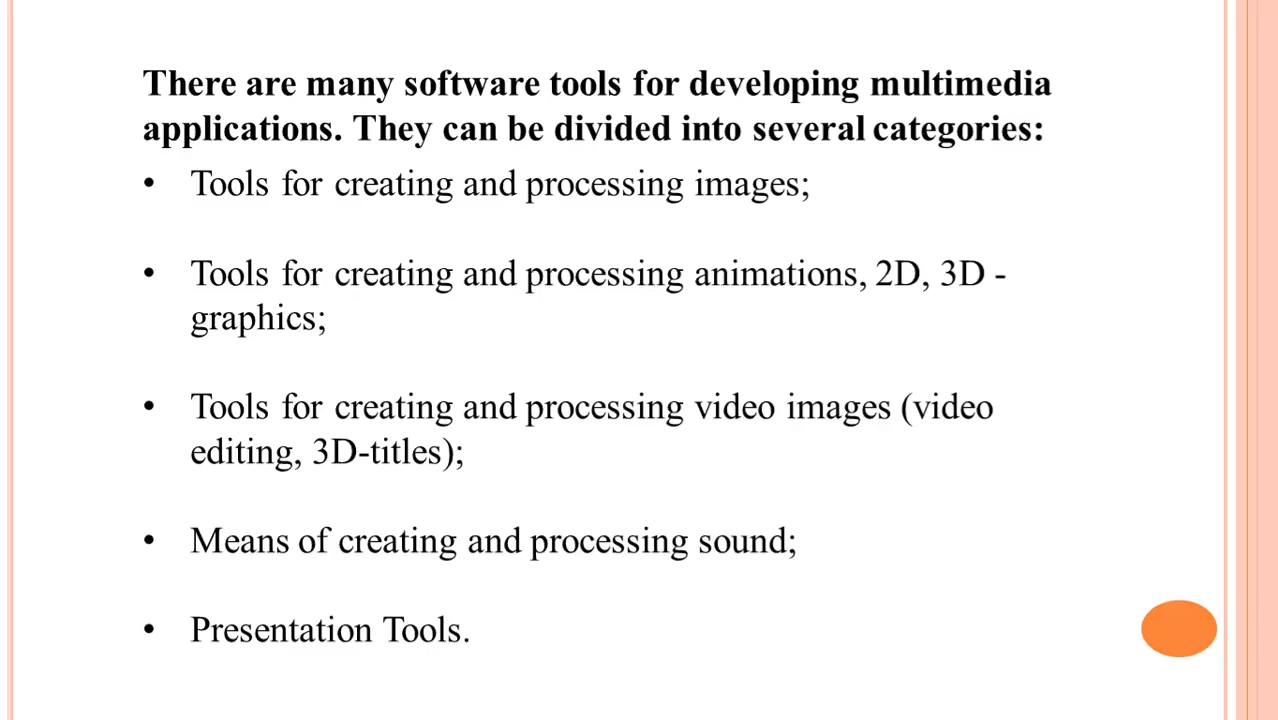 There are many software tools for developing multimedia
applications. They can be divided into several categories:
• Tools for creating and processing images;
• Tools for creating and processing animations, 2D, 3D -
graphics;
• Tools for creating and processing video images (video
editing, 3D-titles);
• Means of creating and processing sound;
• Presentation Tools.